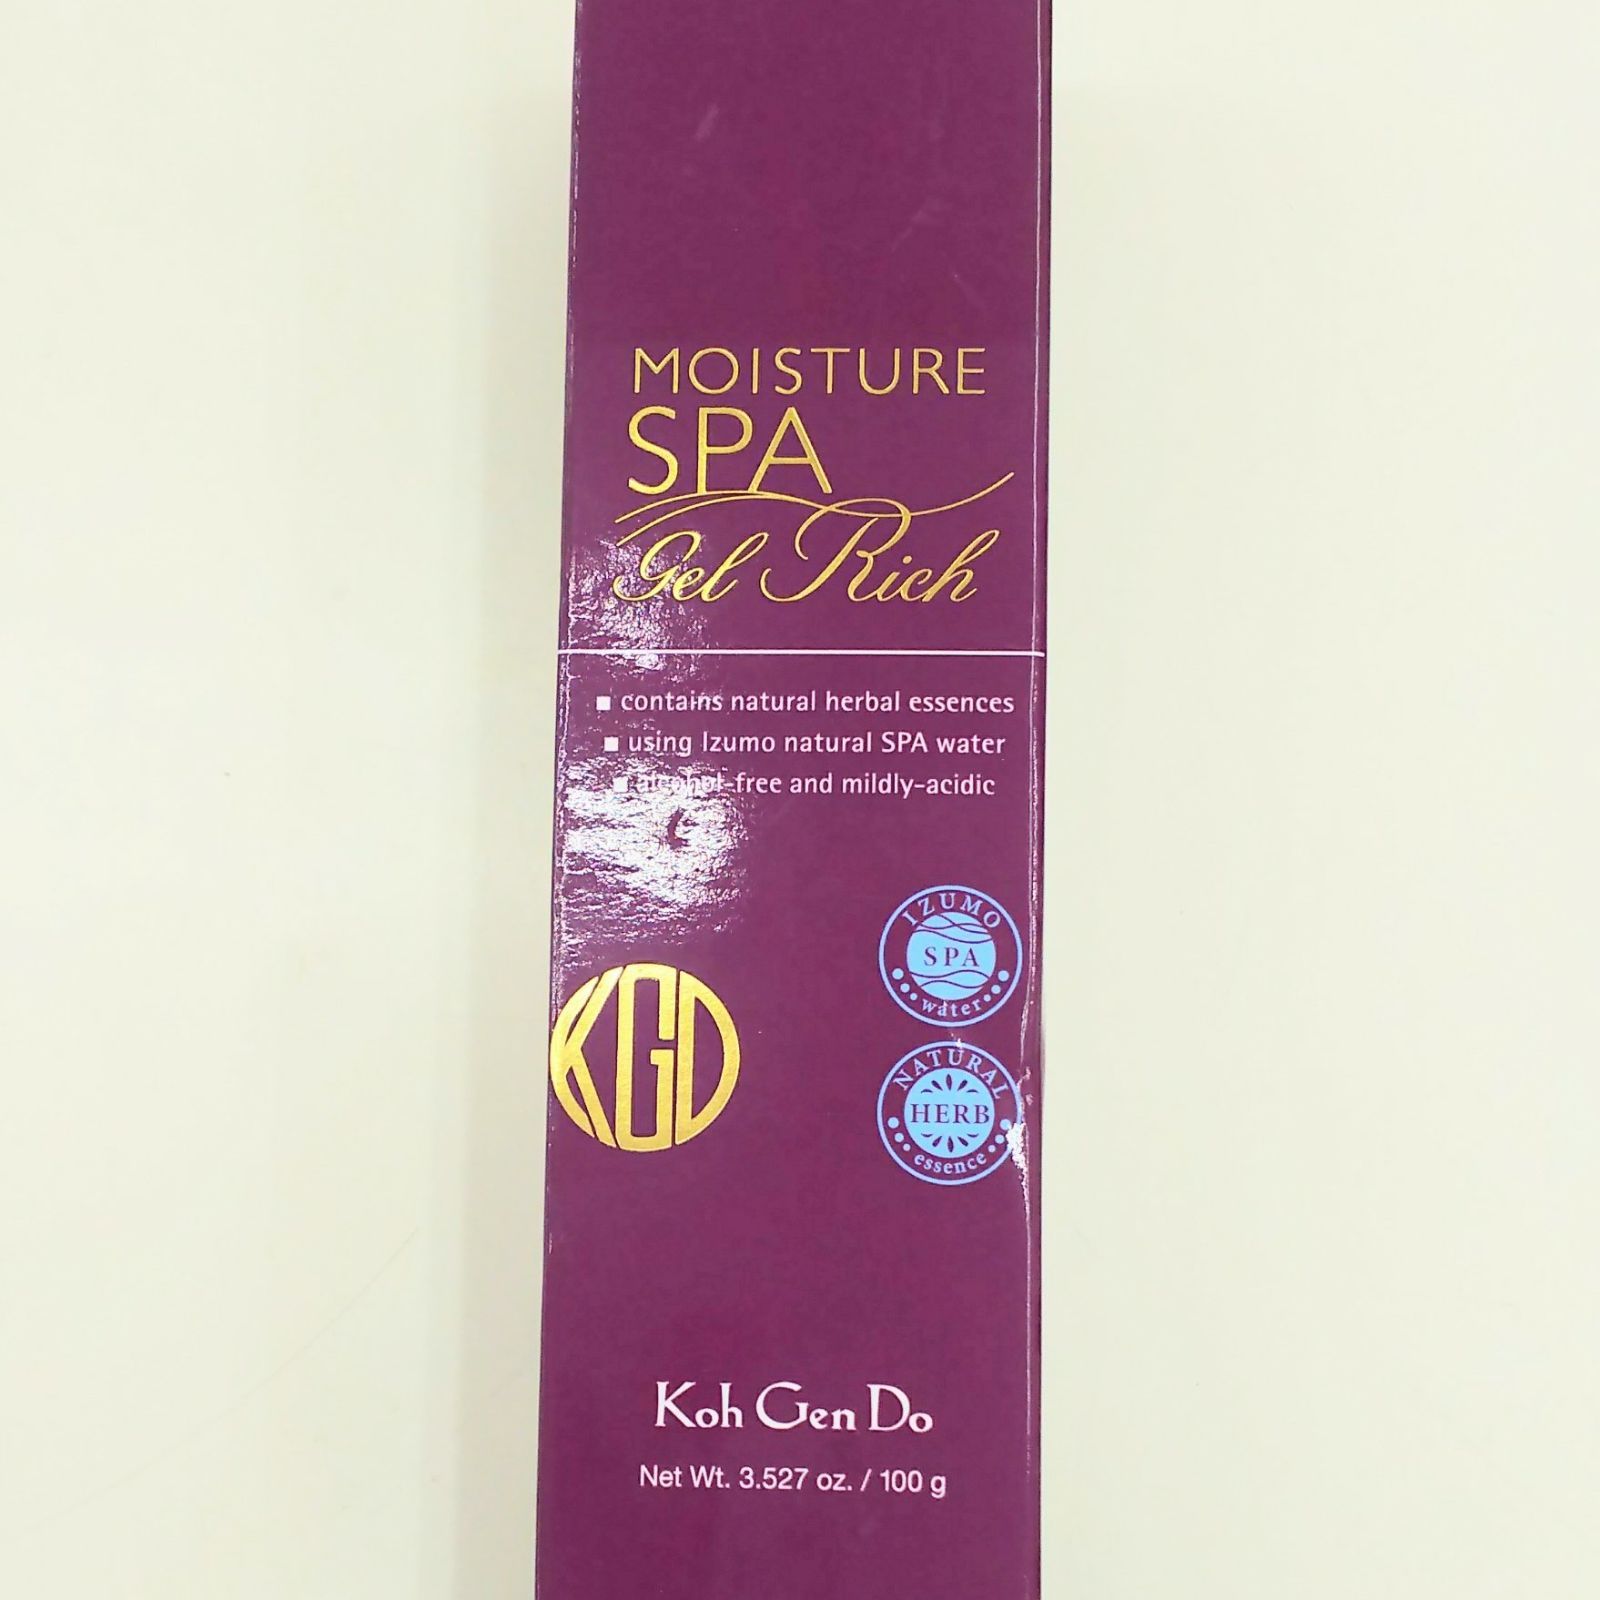 MOISTURE
SPA
Gel Rich
■ contains natural herbal essences
■ using Izumo natural SPA water
■ alcohol-free and mildly-acidic
IZUMO
SPA
water
KGD
NATURAL
HERB
essence
Koh Gen Do
Net Wt. 3.527 oz. / 100 g